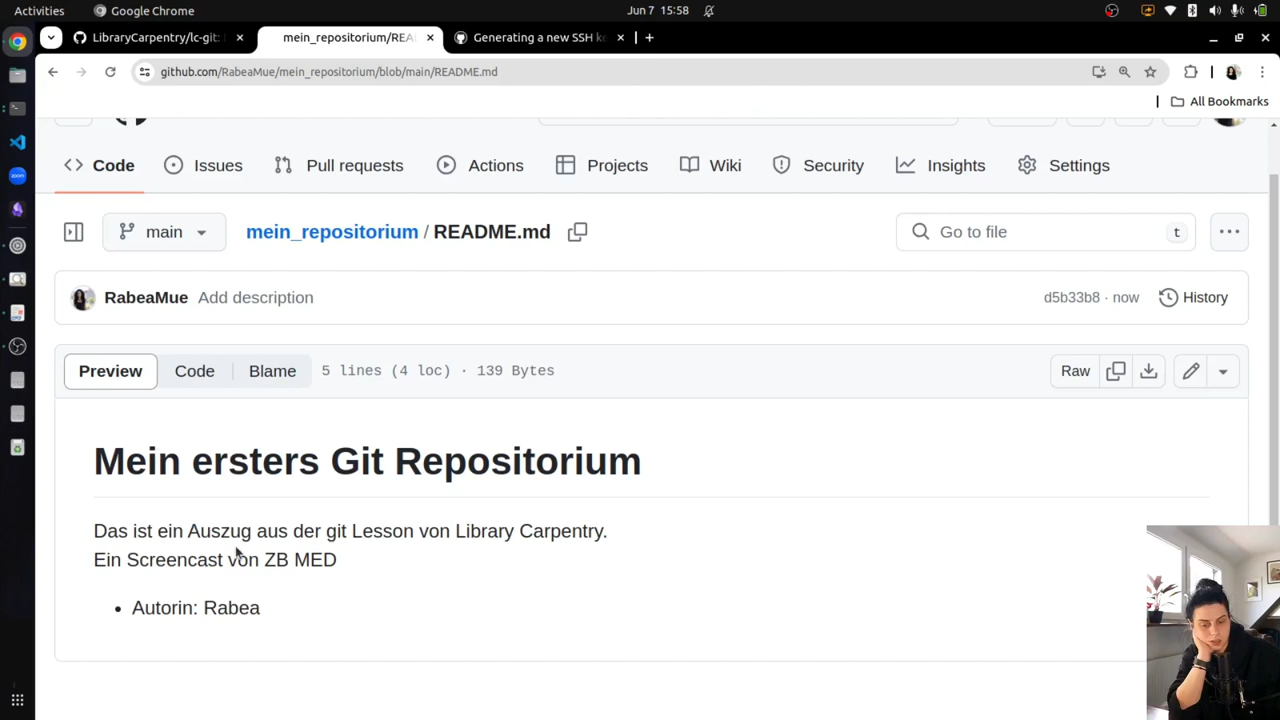 Activities Google Chrome Jun 7 15:58
LibraryCarpentry/lc-git: mein_repositorium/REA Generating a new SSH k
github.com/RabeaMue/mein_repositorium/blob/main/README.md
All Bookmarks
Code Issues Pull requests Actions Projects Wiki Security Insights Settings
main mein_repositorium / README.md Go to file t
RabeaMue Add description d5b33b8 · now History
Preview Code Blame 5 lines (4 loc) · 139 Bytes Raw
Mein ersters Git Repositorium
Das ist ein Auszug aus der git Lesson von Library Carpentry.
Ein Screencast von ZB MED
• Autorin: Rabea